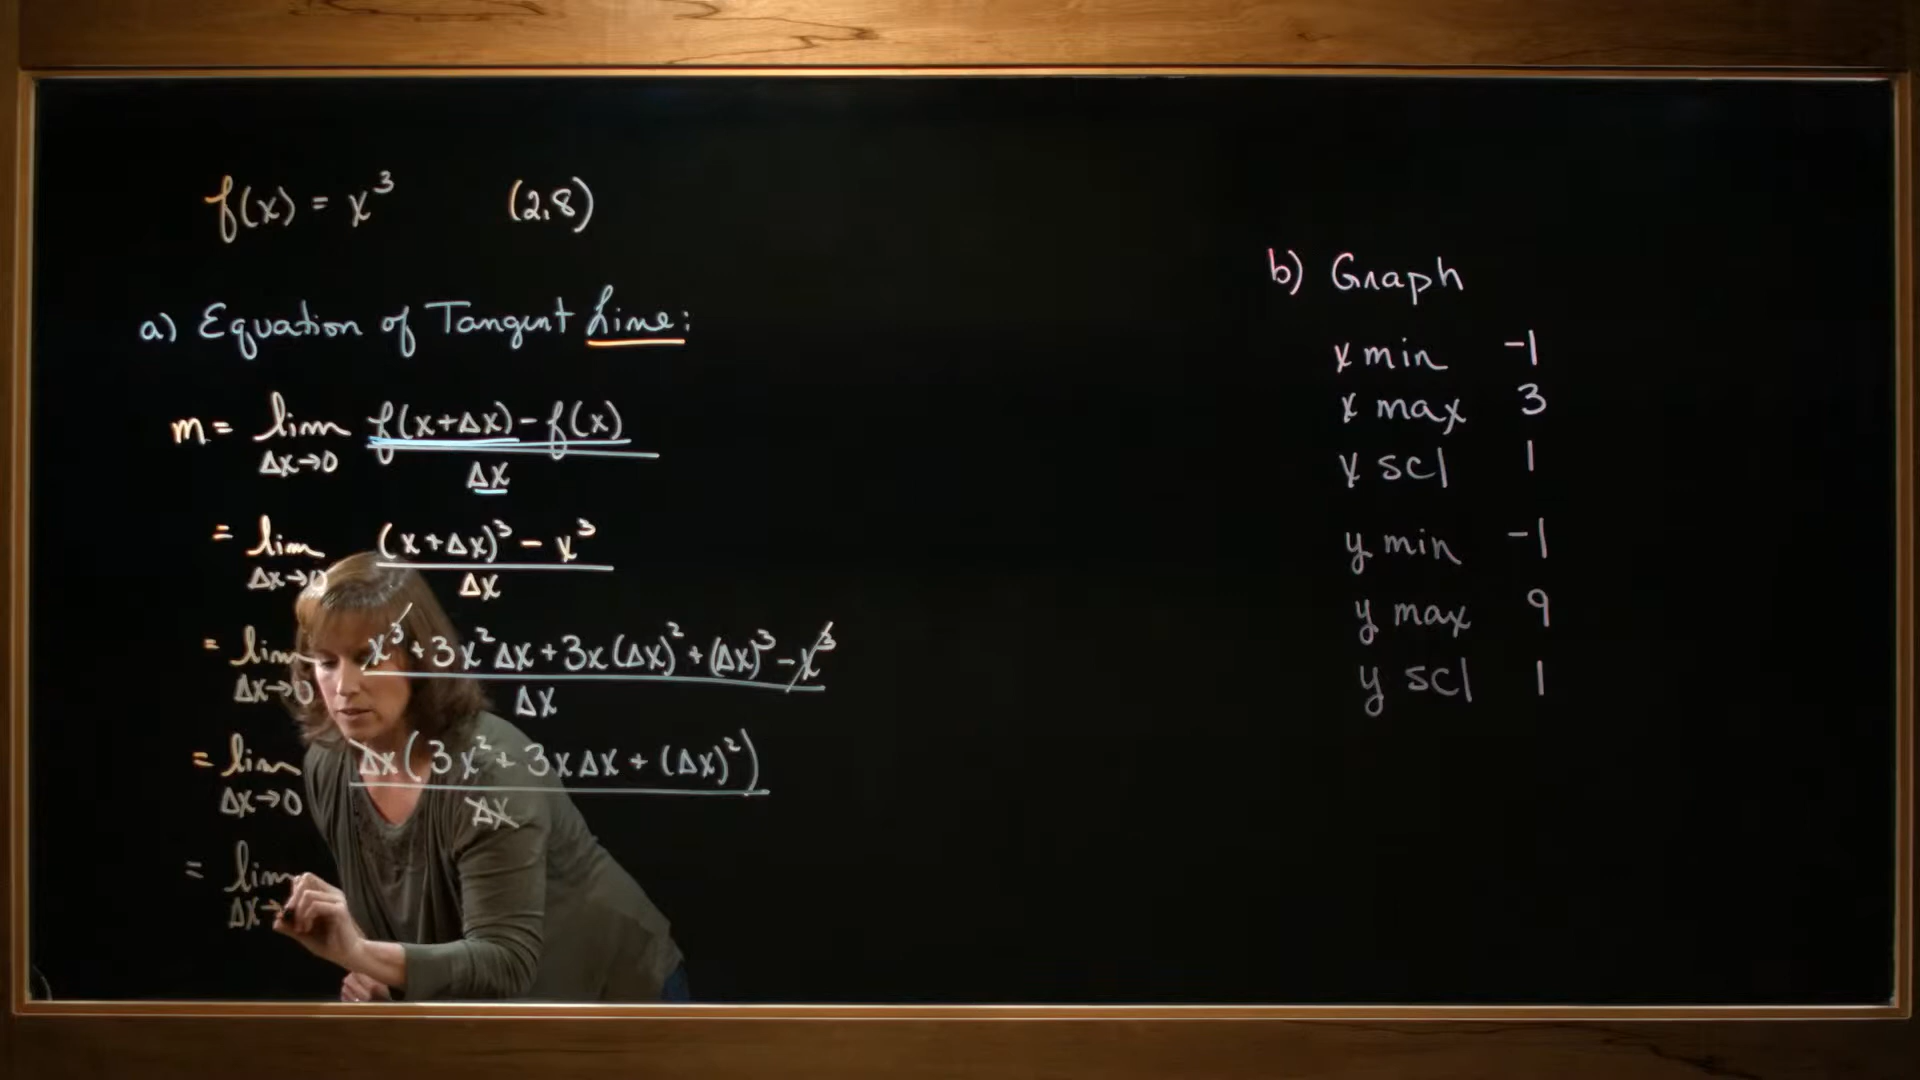 f(x) = x³ (2,8)
a) Equation of Tangent Line:
m = lim Δx→0 f(x+Δx) - f(x) / Δx
= lim Δx→0 (x+Δx)³ - x³ / Δx
= lim Δx→0 x³ + 3x²Δx + 3x(Δx)² + (Δx)³ - x³ / Δx
= lim Δx→0 Δx(3x² + 3xΔx + (Δx)²) / Δx
= lim Δx→
b) Graph
x min -1
x max 3
x scl 1
y min -1
y max 9
y scl 1